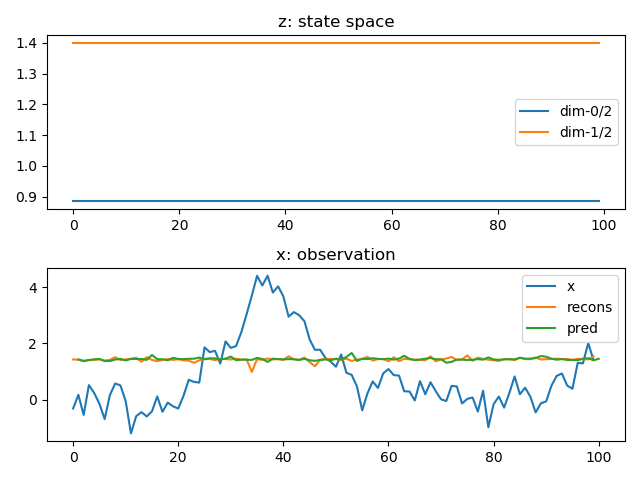 z: state space
1.4
1.3
1.2
1.1
1.0
0.9
dim-0/2
dim-1/2
0 20 40 60 80 100
x: observation
4
2
0
x
recons
pred
0 20 40 60 80 100